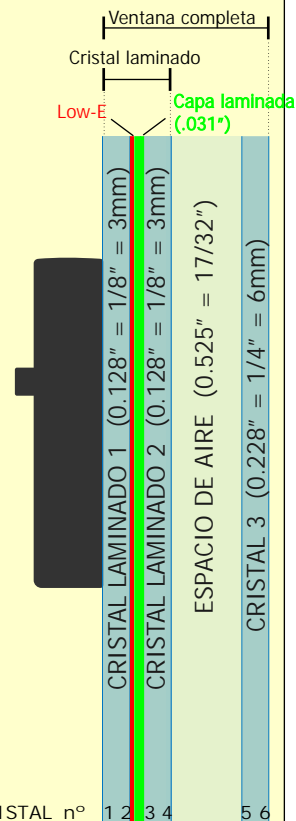 Ventana completa
Cristal laminado
Low-E
Capa laminada
(.031")
CRISTAL LAMINADO 1 (0.128" = 1/8" = 3mm)
CRISTAL LAMINADO 2 (0.128" = 1/8" = 3mm)
ESPACIO DE AIRE (0.525" = 17/32")
CRISTAL 3 (0.228" = 1/4" = 6mm)
ISTAL nº 1 2 3 4 5 6